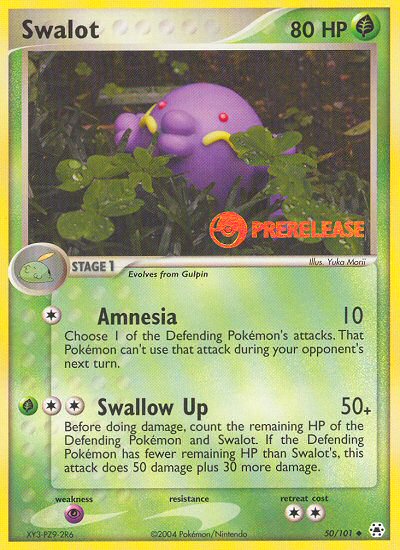 Swalot 80 HP
PRERELEASE
STAGE 1
Illus. Yuka Morii
Evolves from Gulpin
Amnesia 10
Choose 1 of the Defending Pokémon's attacks. That
Pokémon can't use that attack during your opponent's
next turn.
Swallow Up 50+
Before doing damage, count the remaining HP of the
Defending Pokémon and Swalot. If the Defending
Pokémon has fewer remaining HP than Swalot's, this
attack does 50 damage plus 30 more damage.
weakness resistance retreat cost
XY3-PZ9-2R6 ©2004 Pokémon/Nintendo 50/101